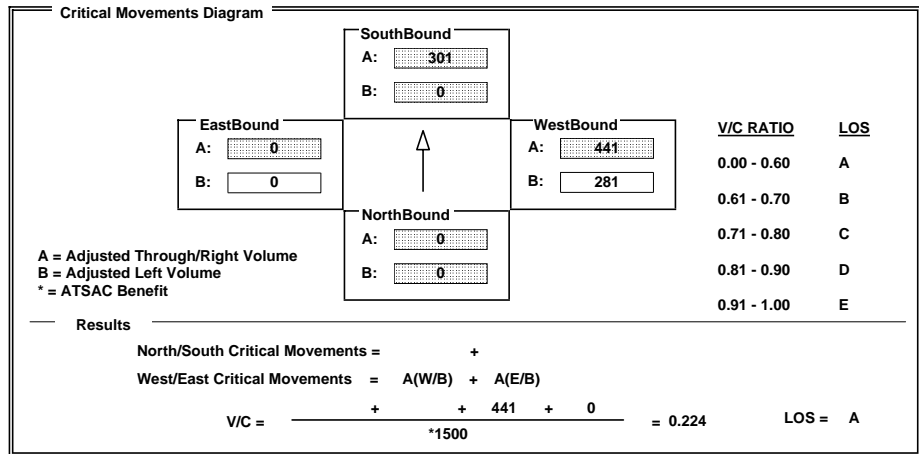 Critical Movements Diagram
SouthBound
A: 301
B: 0
EastBound
A: 0
B: 0
WestBound
A: 441
B: 281
NorthBound
A: 0
B: 0
V/C RATIO LOS
0.00 - 0.60 A
0.61 - 0.70 B
0.71 - 0.80 C
0.81 - 0.90 D
0.91 - 1.00 E
A = Adjusted Through/Right Volume
B = Adjusted Left Volume
* = ATSAC Benefit
Results
North/South Critical Movements = +
West/East Critical Movements = A(W/B) + A(E/B)
V/C = + + 441 + 0 = 0.224 LOS = A
*1500